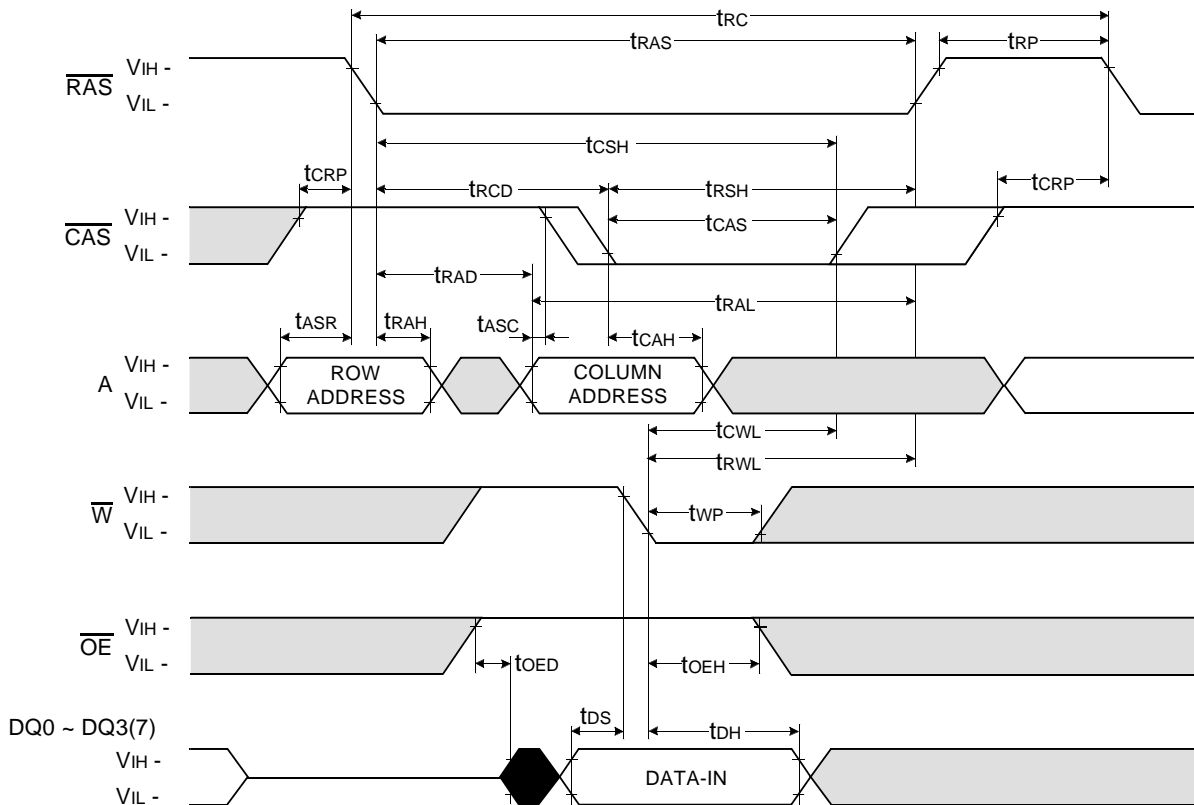 tRC
tRAS
tRP
RAS
VIH -
VIL -
tCSH
tCRP
tRCD
tRSH
tCRP
CAS
VIH -
VIL -
tCAS
tRAD
tRAL
tASR
tRAH
tASC
tCAH
A
VIH -
VIL -
ROW
ADDRESS
COLUMN
ADDRESS
tCWL
tRWL
W
VIH -
VIL -
tWP
OE
VIH -
VIL -
tOED
tOEH
DQ0 ~ DQ3(7)
tDS
tDH
VIH -
VIL -
DATA-IN